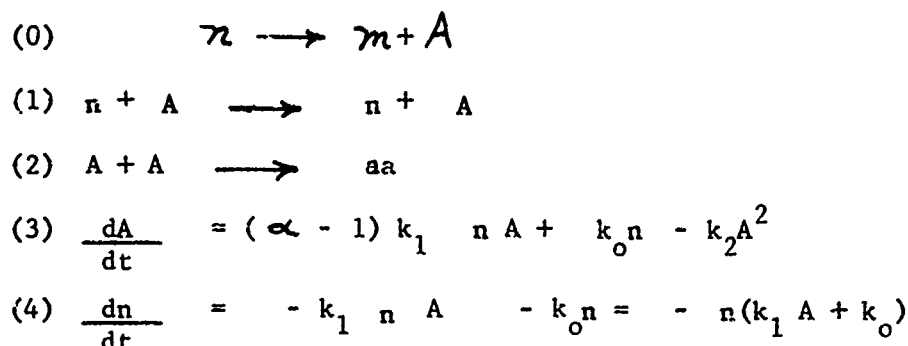 (0) n → m + A
(1) n + A → n + A
(2) A + A → aa
(3) dA/dt = (α - 1) k₁ n A + k₀n - k₂A²
(4) dn/dt = - k₁ n A - k₀n = - n(k₁ A + k₀)